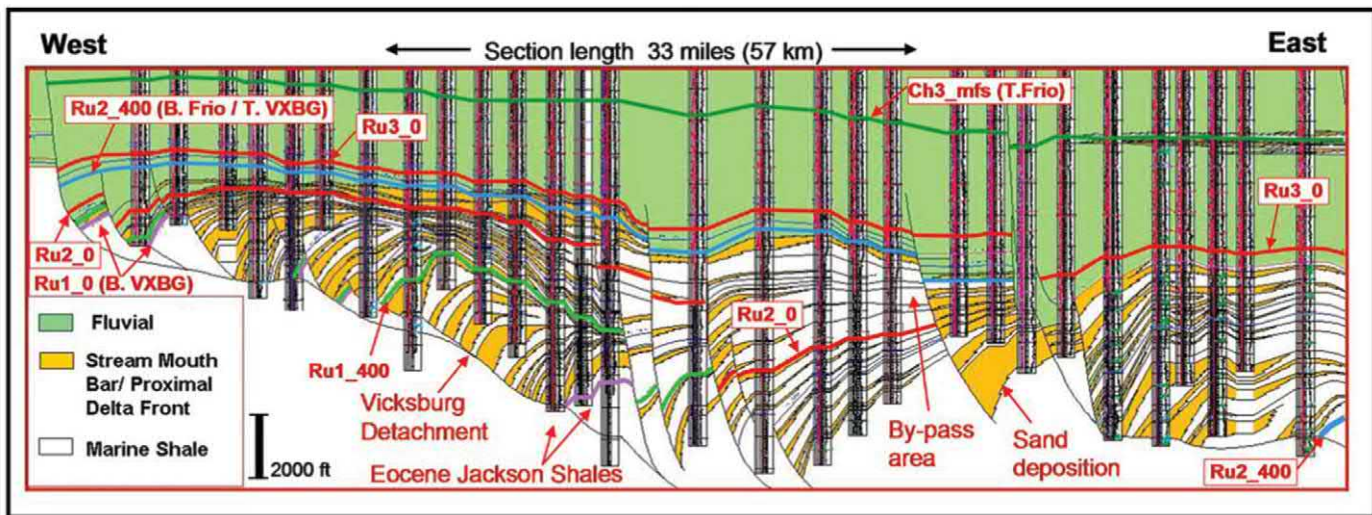 West
Section length 33 miles (57 km)
East
Ru2_400 (B. Frio / T. VXBG)
Ru3_0
Ch3_mfs (T.Frio)
Ru3_0
Ru2_0
Ru1_0 (B. VXBG)
Ru2_0
Ru1_400
Vicksburg
Detachment
Eocene Jackson Shales
By-pass
area
Sand
deposition
Ru2_400
Fluvial
Stream Mouth
Bar/ Proximal
Delta Front
Marine Shale
2000 ft